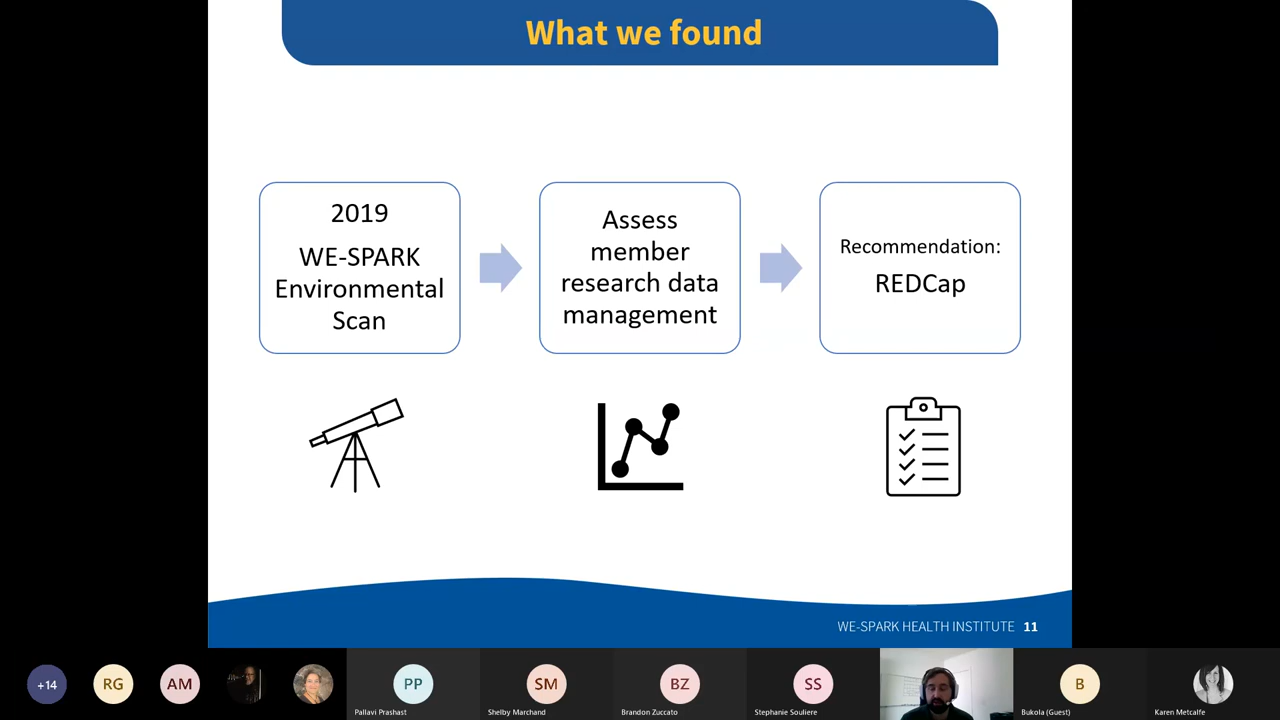 What we found
2019
WE-SPARK
Environmental
Scan
Assess
member
research data
management
Recommendation:
REDCap
WE-SPARK HEALTH INSTITUTE 11
+14
RG
AM
PP
SM
BZ
SS
B
Pallavi Prashast
Shelby Marchand
Brandon Zuccato
Stephanie Souliere
Bukola (Guest)
Karen Metcalfe